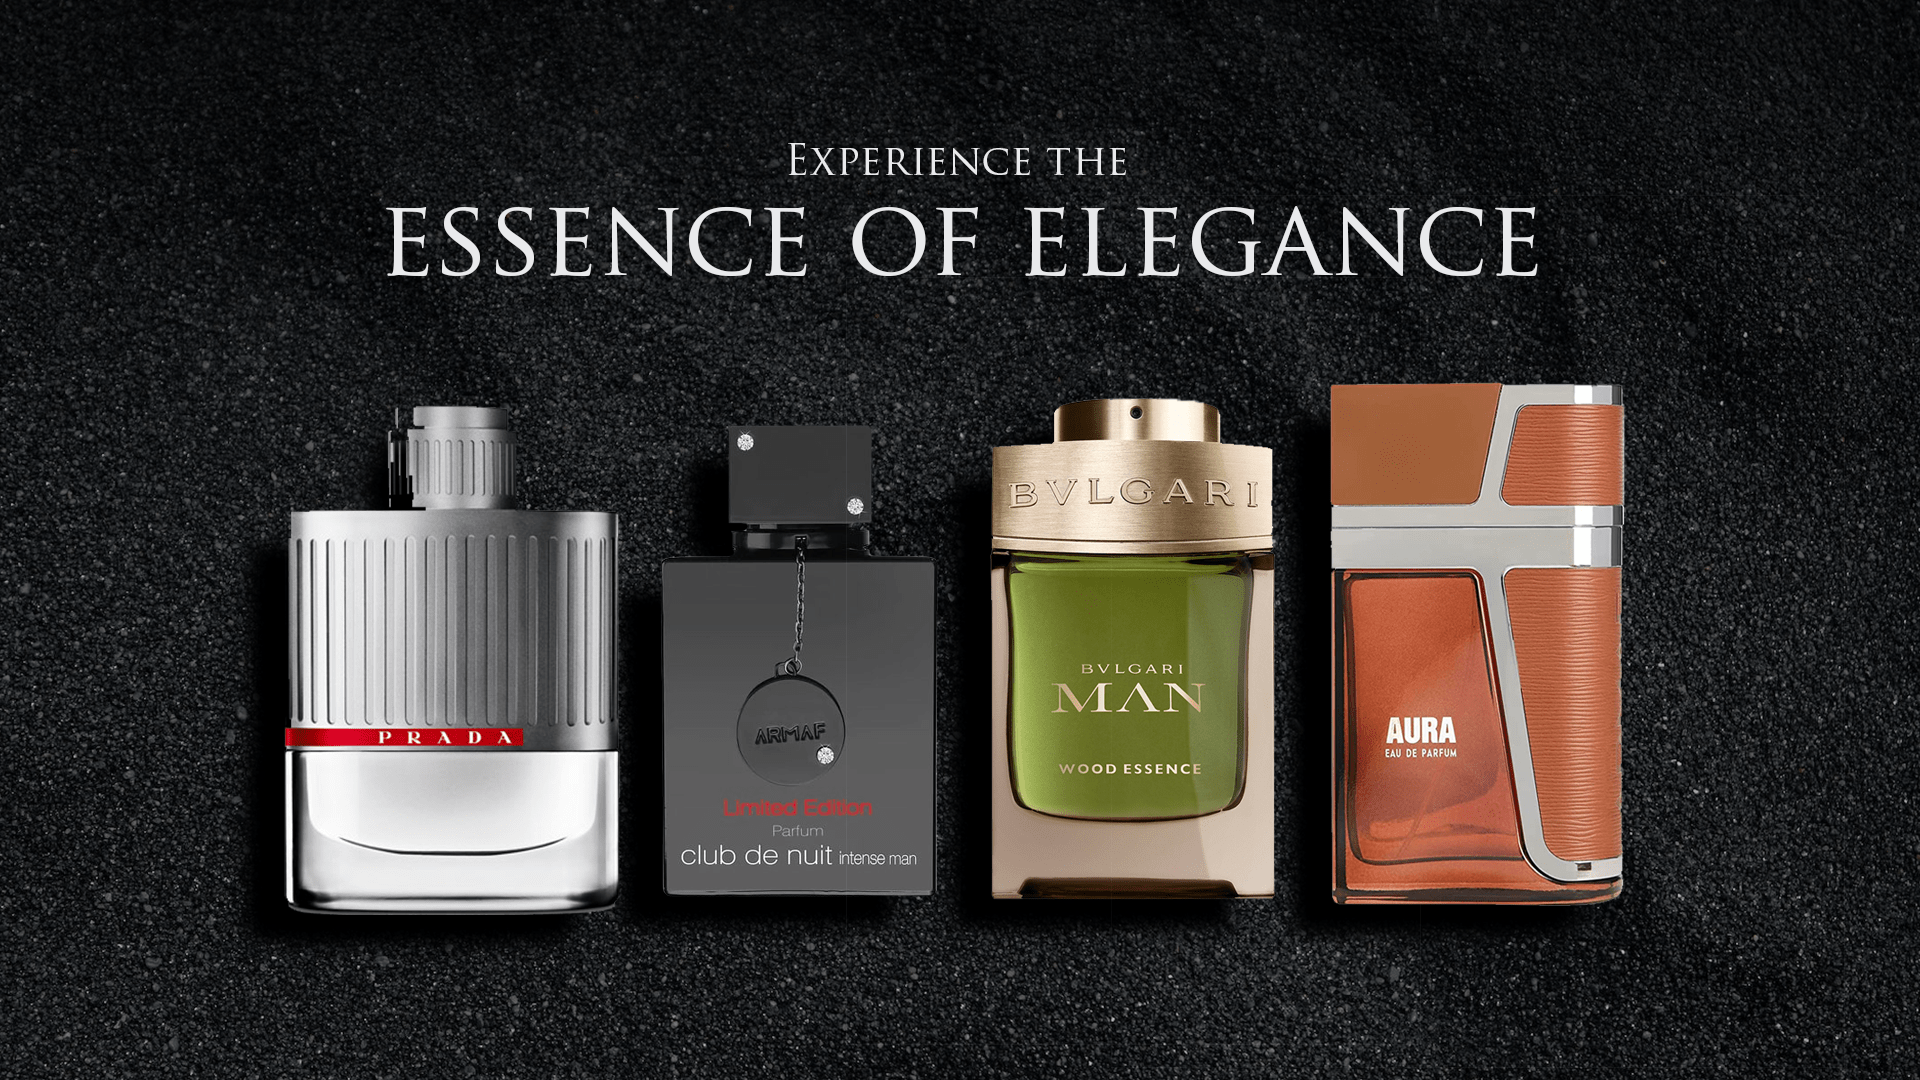 EXPERIENCE THE
ESSENCE OF ELEGANCE
PRADA
ARMAF
Limited Edition
Parfum
club de nuit intense man
BVLGARI
BVLGARI
MAN
WOOD ESSENCE
AURA
EAU DE PARFUM